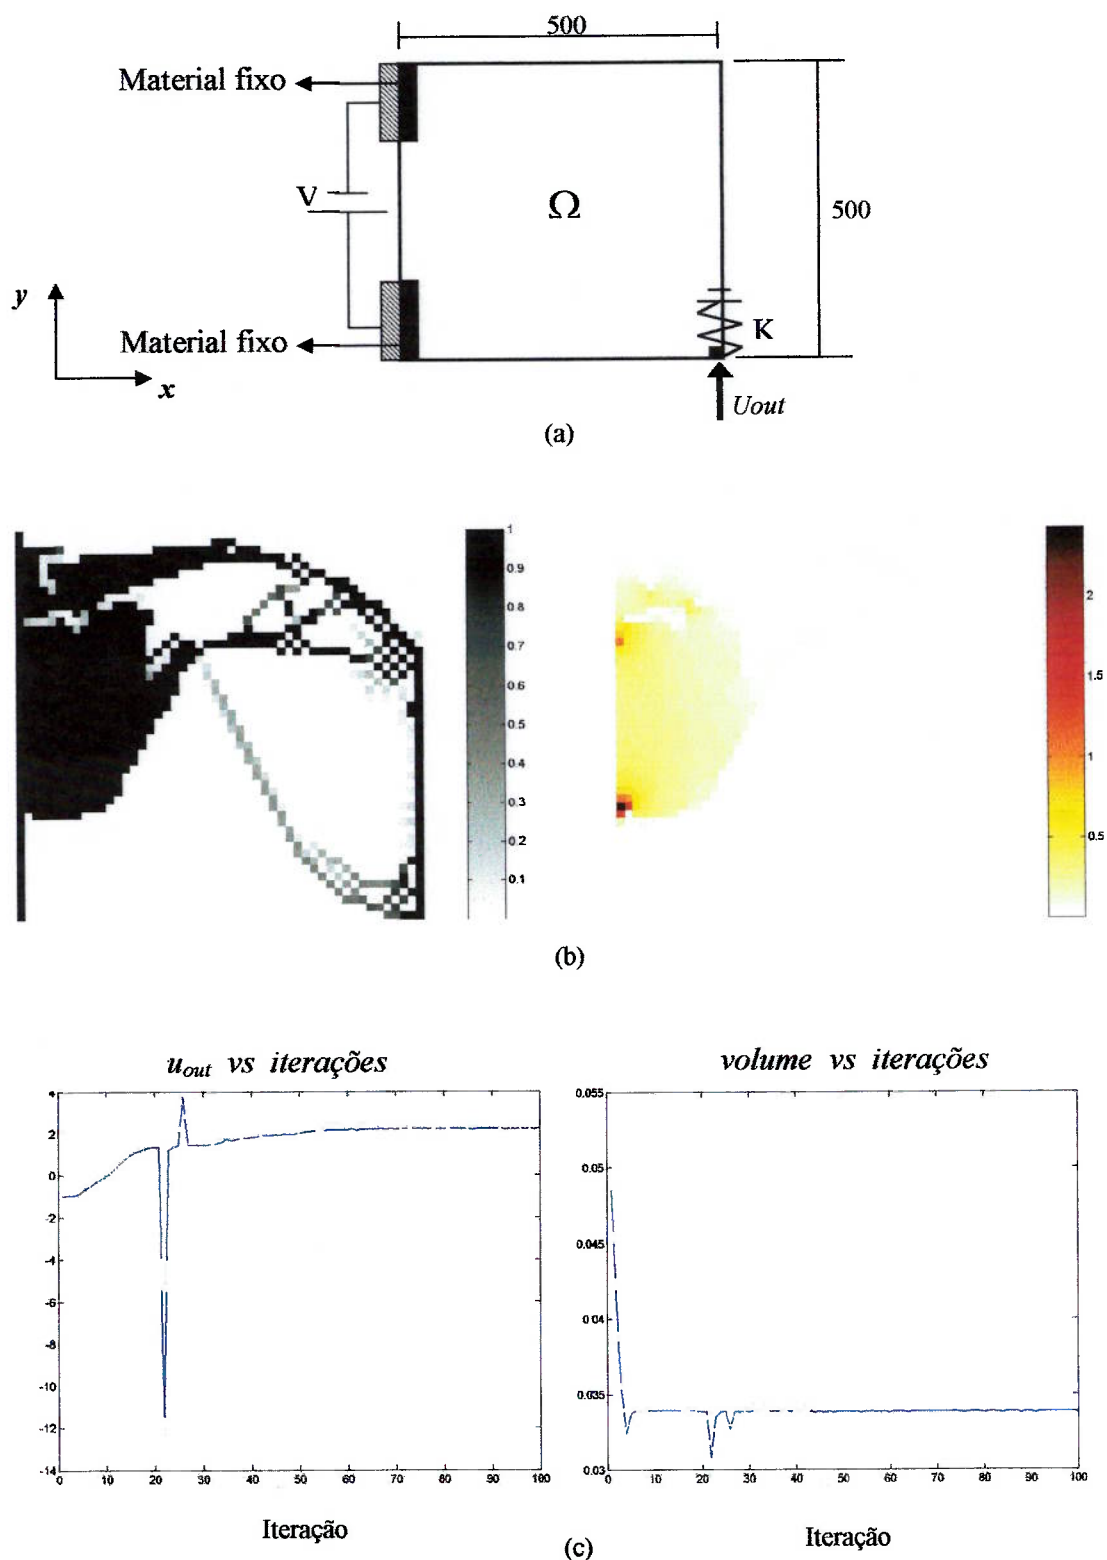 500
Material fixo
V
Ω
500
y
K
Material fixo
x
Uout
(a)
1
0.9
0.8
0.7
0.6
0.5
0.4
0.3
0.2
0.1
2
1.5
1
0.5
(b)
u_out vs iterações
4
2
0
-2
-4
-6
-8
-10
-12
-14
0 10 20 30 40 50 60 70 80 90 100
Iteração
volume vs iterações
0.055
0.05
0.045
0.04
0.035
0.03
0 10 20 30 40 50 60 70 80 90 100
Iteração
(c)